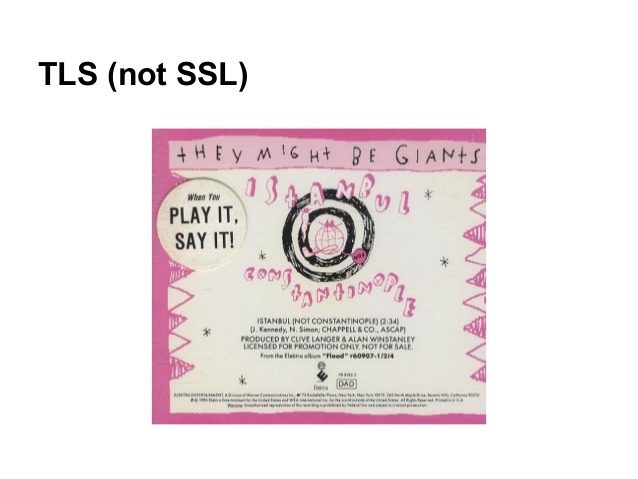 TLS (not SSL)
tHEy MiGHt BE GIANtS
When You
PLAY IT,
SAY IT!
ISTANBUL
NOt
CONSTANTINOPLE
ISTANBUL (NOT CONSTANTINOPLE) (2:34)
(J. Kennedy, N. Simon; CHAPPELL & CO., ASCAP)
PRODUCED BY CLIVE LANGER & ALAN WINSTANLEY
LICENSED FOR PROMOTION ONLY. NOT FOR SALE.
From the Elektra album "Flood" r60907-1/2/4
Elektra
DAD